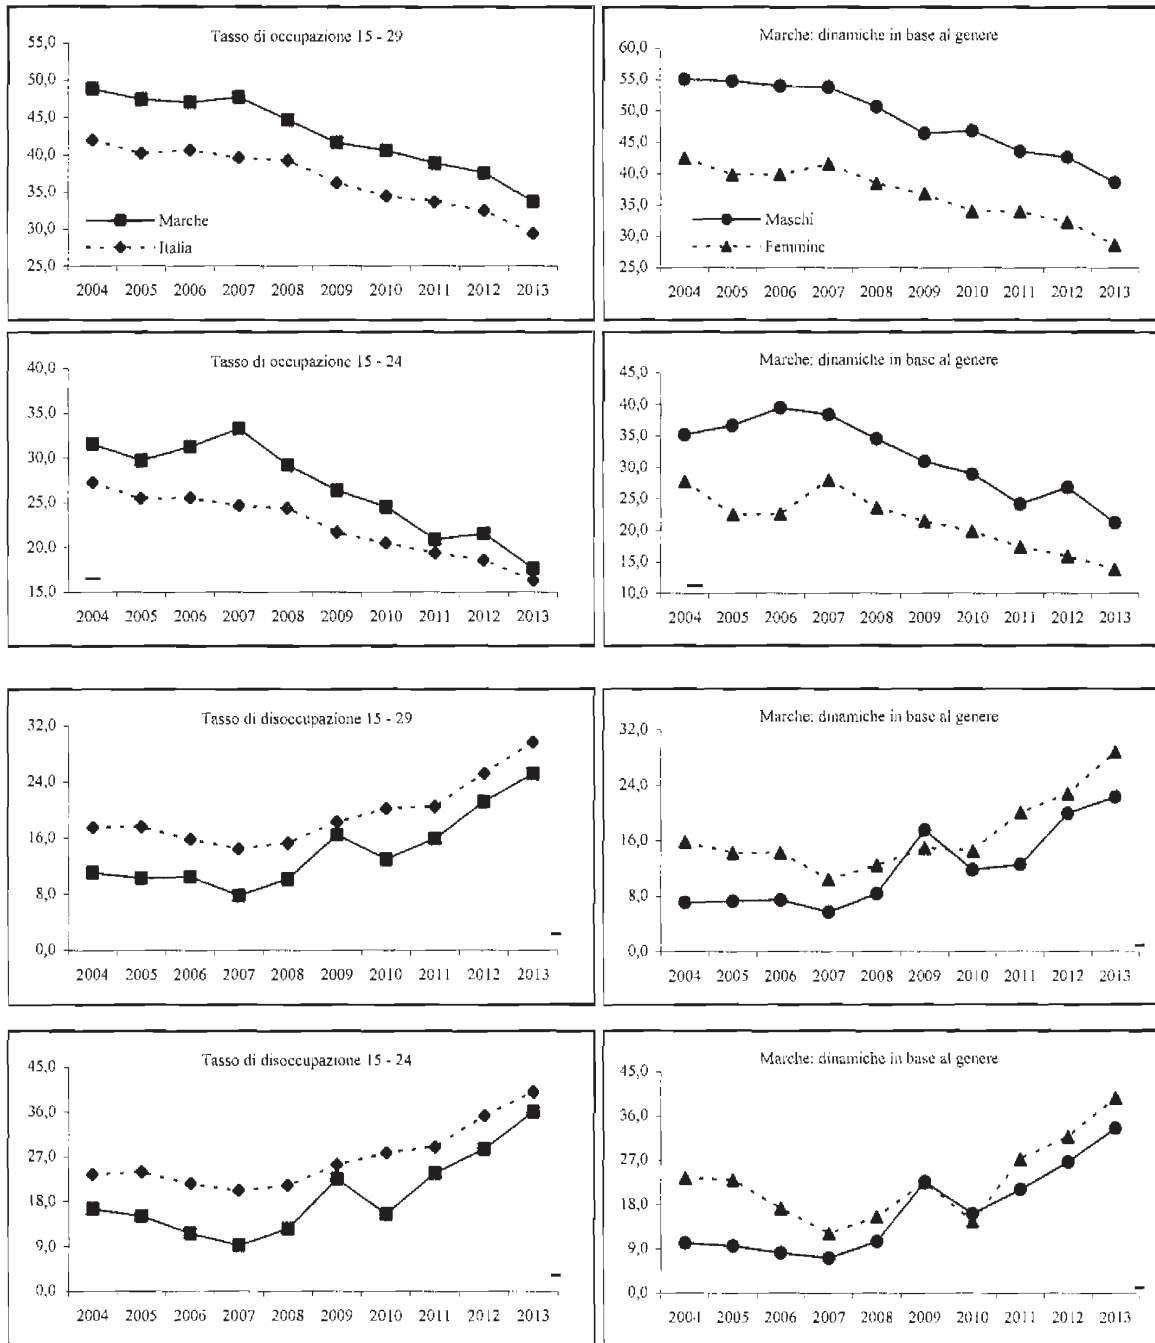 Tasso di occupazione 15 - 29
55,0
50,0
45,0
40,0
35,0
30,0
25,0
Marche
Italia
2004 2005 2006 2007 2008 2009 2010 2011 2012 2013
Marche: dinamiche in base al genere
60,0
55,0
50,0
45,0
40,0
35,0
30,0
25,0
Maschi
Femmine
2004 2005 2006 2007 2008 2009 2010 2011 2012 2013
Tasso di occupazione 15 - 24
40,0
35,0
30,0
25,0
20,0
15,0
2004 2005 2006 2007 2008 2009 2010 2011 2012 2013
Marche: dinamiche in base al genere
45,0
40,0
35,0
30,0
25,0
20,0
15,0
10,0
2004 2005 2006 2007 2008 2009 2010 2011 2012 2013
Tasso di disoccupazione 15 - 29
32,0
24,0
16,0
8,0
0,0
2004 2005 2006 2007 2008 2009 2010 2011 2012 2013
Marche: dinamiche in base al genere
32,0
24,0
16,0
8,0
0,0
2004 2005 2006 2007 2008 2009 2010 2011 2012 2013
Tasso di disoccupazione 15 - 24
45,0
36,0
27,0
18,0
9,0
0,0
2004 2005 2006 2007 2008 2009 2010 2011 2012 2013
Marche: dinamiche in base al genere
45,0
36,0
27,0
18,0
9,0
0,0
2004 2005 2006 2007 2008 2009 2010 2011 2012 2013